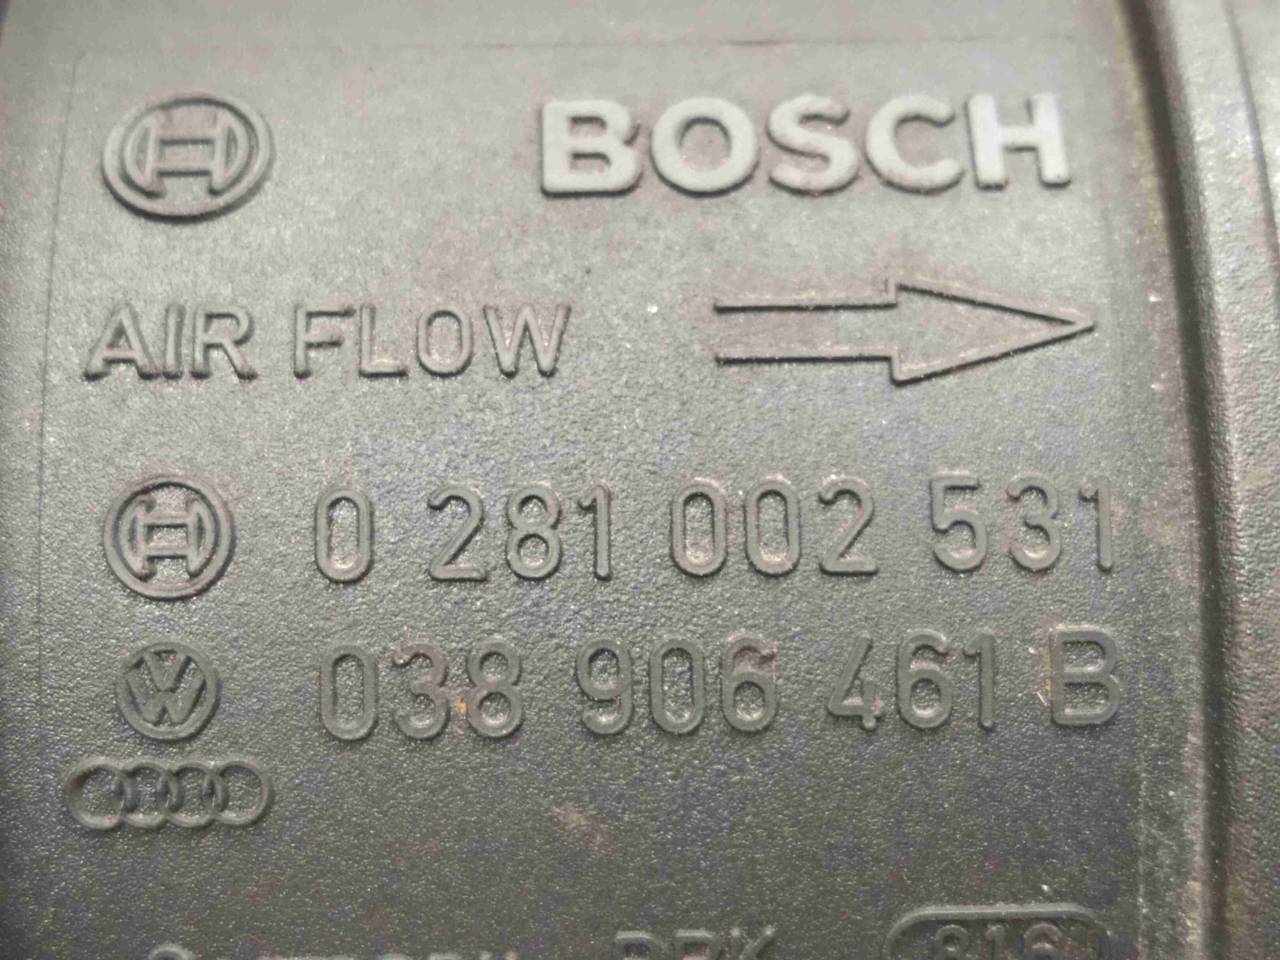 BOSCH
AIR FLOW
0 281 002 531
038 906 461 B